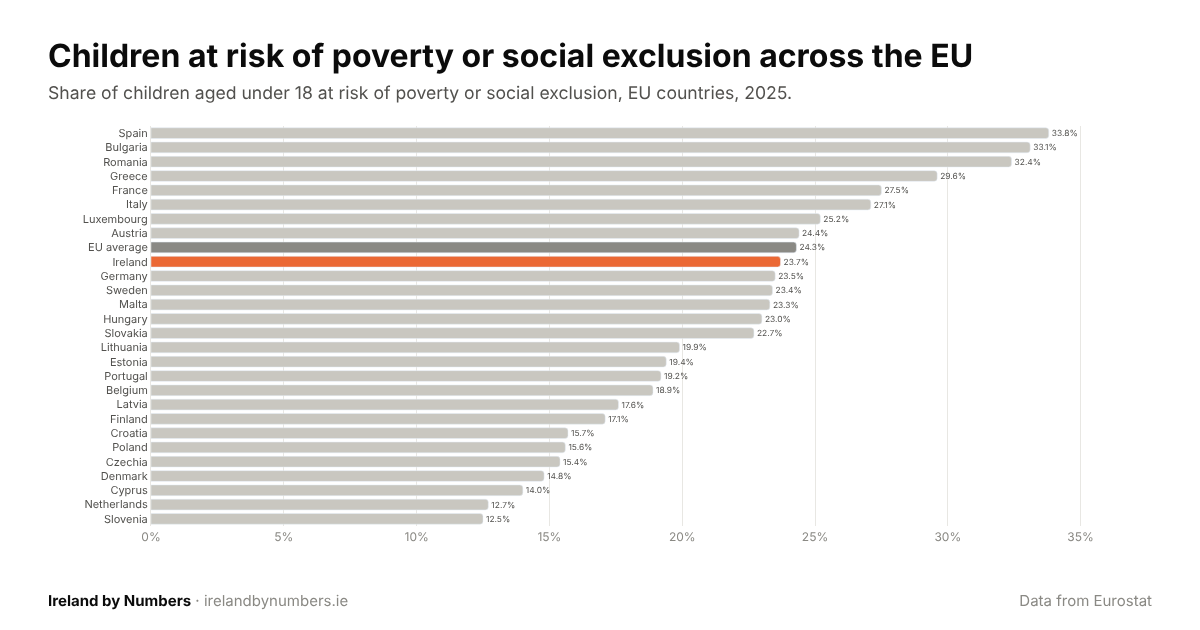 Children at risk of poverty or social exclusion across the EU
Share of children aged under 18 at risk of poverty or social exclusion, EU countries, 2025.
Spain 33.8%
Bulgaria 33.1%
Romania 32.4%
Greece 29.6%
France 27.5%
Italy 27.1%
Luxembourg 25.2%
Austria 24.4%
EU average 24.3%
Ireland 23.7%
Germany 23.5%
Sweden 23.4%
Malta 23.3%
Hungary 23.0%
Slovakia 22.7%
Lithuania 19.9%
Estonia 19.4%
Portugal 19.2%
Belgium 18.9%
Latvia 17.6%
Finland 17.1%
Croatia 15.7%
Poland 15.6%
Czechia 15.4%
Denmark 14.8%
Cyprus 14.0%
Netherlands 12.7%
Slovenia 12.5%
0% 5% 10% 15% 20% 25% 30% 35%
Ireland by Numbers · irelandbynumbers.ie Data from Eurostat